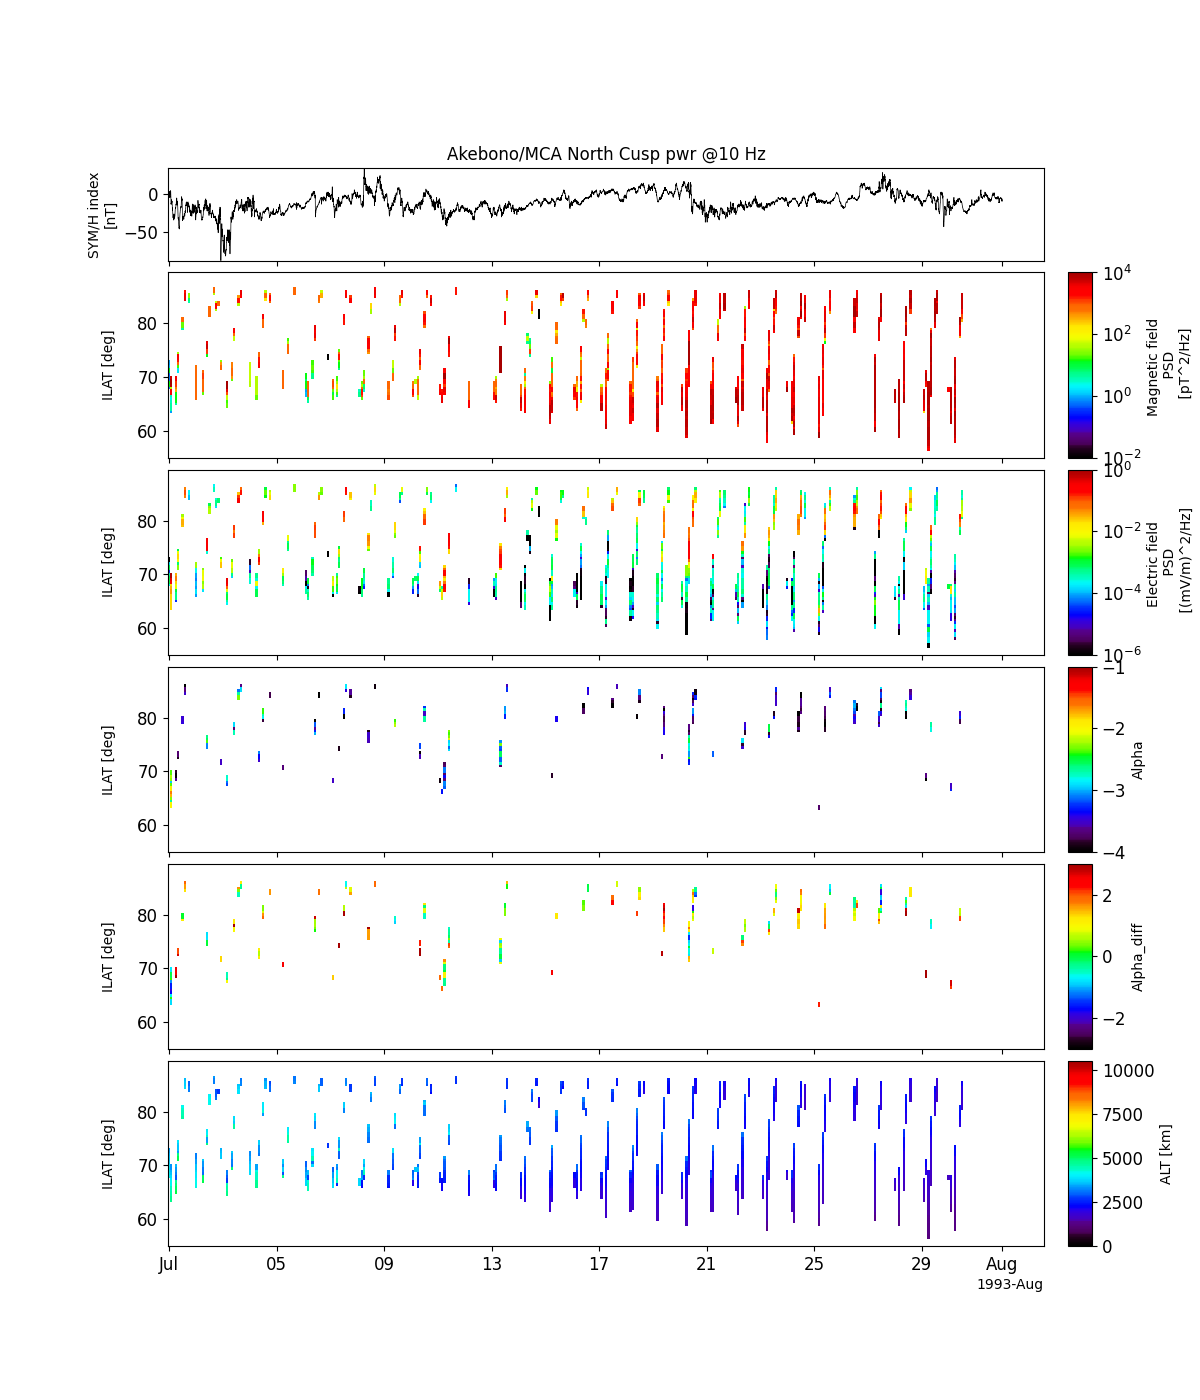 Akebono/MCA North Cusp pwr @10 Hz
SYM/H index
[nT]
0
−50
ILAT [deg]
80
70
60
10^4
10^2
10^0
10^−2
Magnetic field
PSD
[pT^2/Hz]
ILAT [deg]
80
70
60
10^0
10^−2
10^−4
10^−6
Electric field
PSD
[(mV/m)^2/Hz]
ILAT [deg]
80
70
60
−1
−2
−3
−4
Alpha
ILAT [deg]
80
70
60
2
0
−2
Alpha_diff
ILAT [deg]
80
70
60
10000
7500
5000
2500
0
ALT [km]
Jul 05 09 13 17 21 25 29 Aug
1993-Aug